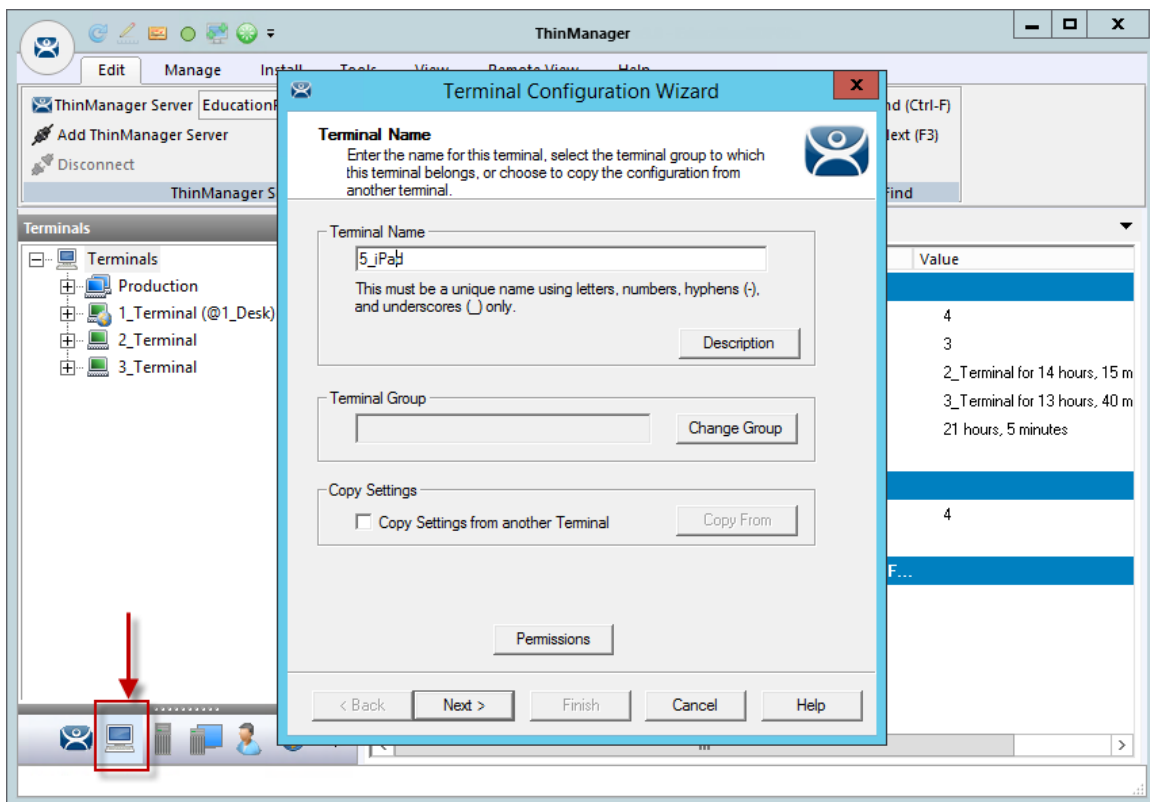 ThinManager
Edit Manage Install Tools View Remote View Help
ThinManager Server
Add ThinManager Server
Disconnect
ThinManager S
(Ctrl-F)
(F3)
Find
Terminal Configuration Wizard
Terminal Name
Enter the name for this terminal, select the terminal group to which
this terminal belongs, or choose to copy the configuration from
another terminal.
Terminal Name
5_iPad
This must be a unique name using letters, numbers, hyphens (-),
and underscores (_) only.
Description
Terminal Group
Change Group
Copy Settings
Copy Settings from another Terminal
Copy From
Permissions
< Back
Next >
Finish
Cancel
Help
Terminals
Terminals
Production
1_Terminal (@1_Desk)
2_Terminal
3_Terminal
Value
4
3
2_Terminal for 14 hours, 15 m
3_Terminal for 13 hours, 40 m
21 hours, 5 minutes
4
F...